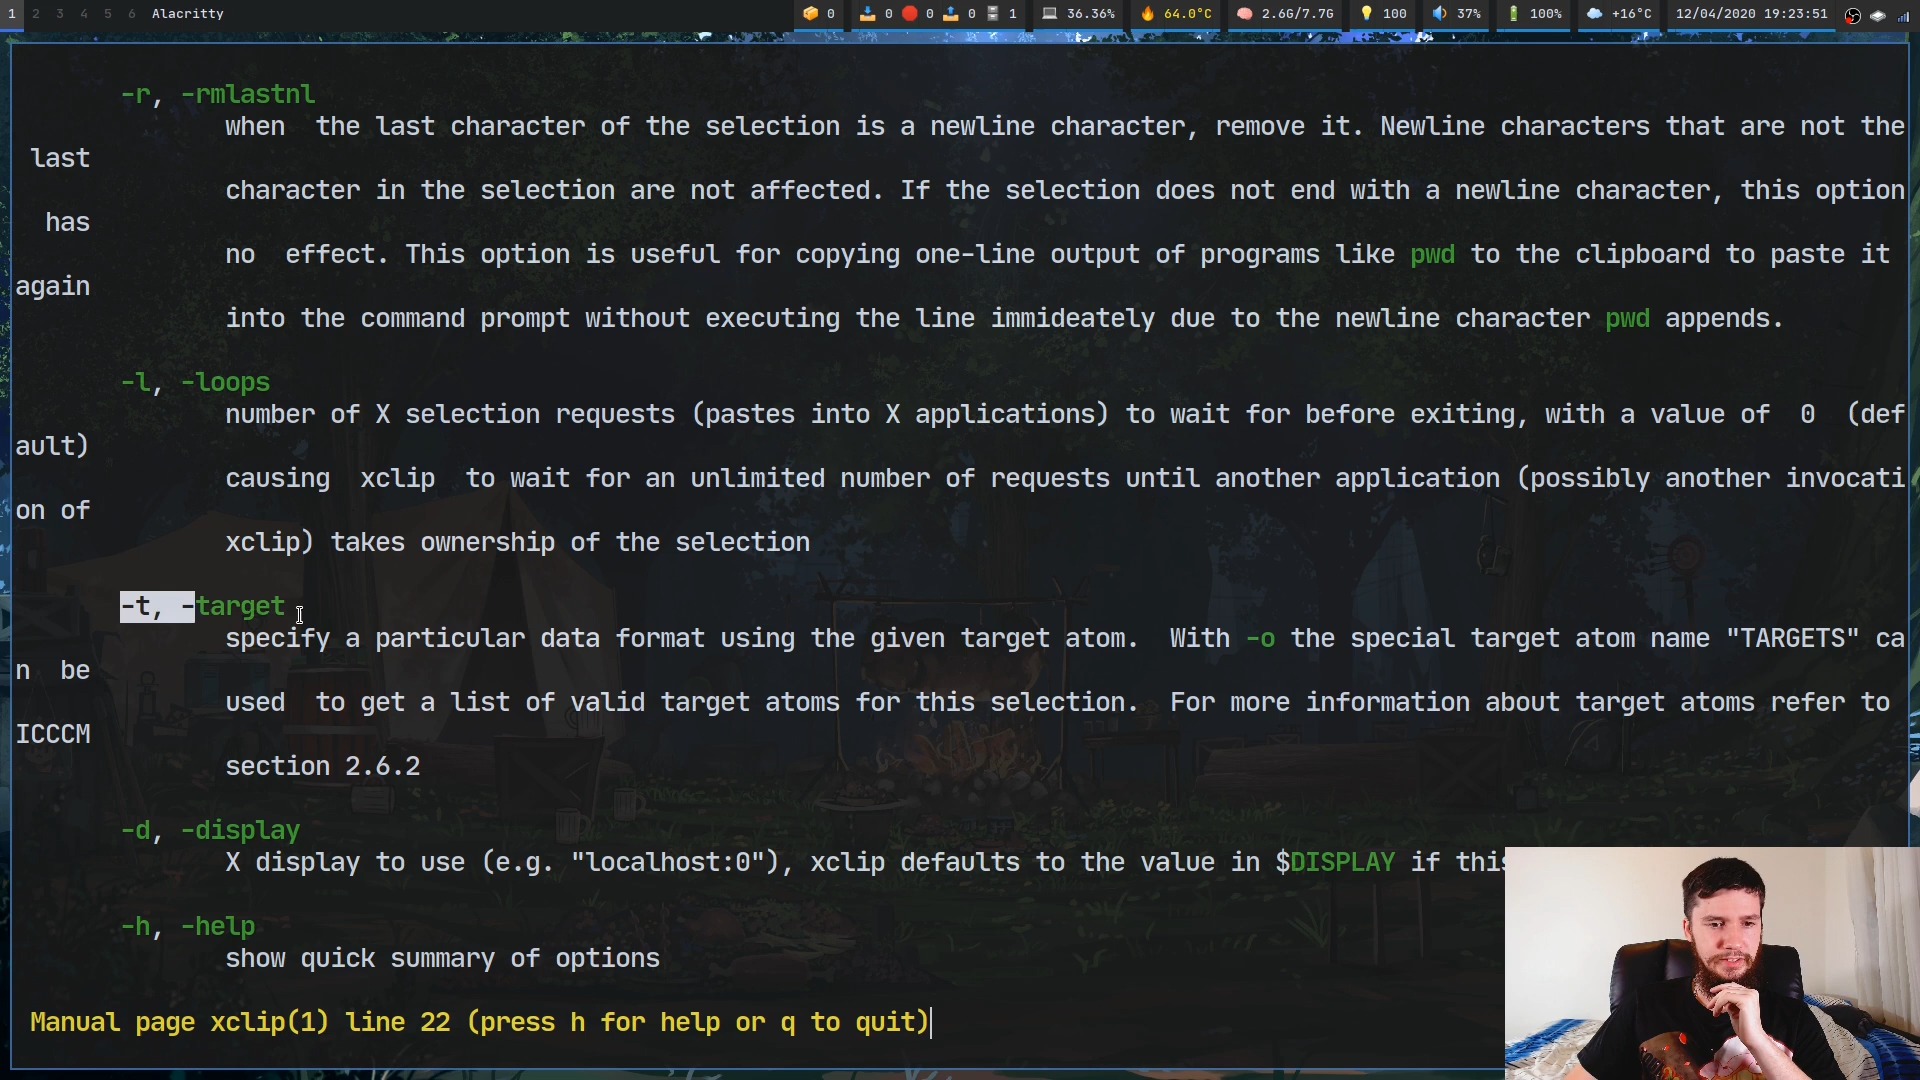 1 2 3 4 5 6 Alacritty 0 0 0 0 1 36.36% 64.0°C 2.6G/7.7G 100 37% 100% +16°C 12/04/2020 19:23:51
-r, -rmlastnl
when  the last character of the selection is a newline character, remove it. Newline characters that are not the
last
character in the selection are not affected. If the selection does not end with a newline character, this option
has
no  effect. This option is useful for copying one-line output of programs like pwd to the clipboard to paste it
again
into the command prompt without executing the line immideately due to the newline character pwd appends.
-l, -loops
number of X selection requests (pastes into X applications) to wait for before exiting, with a value of  0  (def
ault)
causing  xclip  to wait for an unlimited number of requests until another application (possibly another invocati
on of
xclip) takes ownership of the selection
-t, -target
specify a particular data format using the given target atom.  With -o the special target atom name "TARGETS" ca
n  be
used  to get a list of valid target atoms for this selection.  For more information about target atoms refer to
ICCCM
section 2.6.2
-d, -display
X display to use (e.g. "localhost:0"), xclip defaults to the value in $DISPLAY if this
-h, -help
show quick summary of options
Manual page xclip(1) line 22 (press h for help or q to quit)